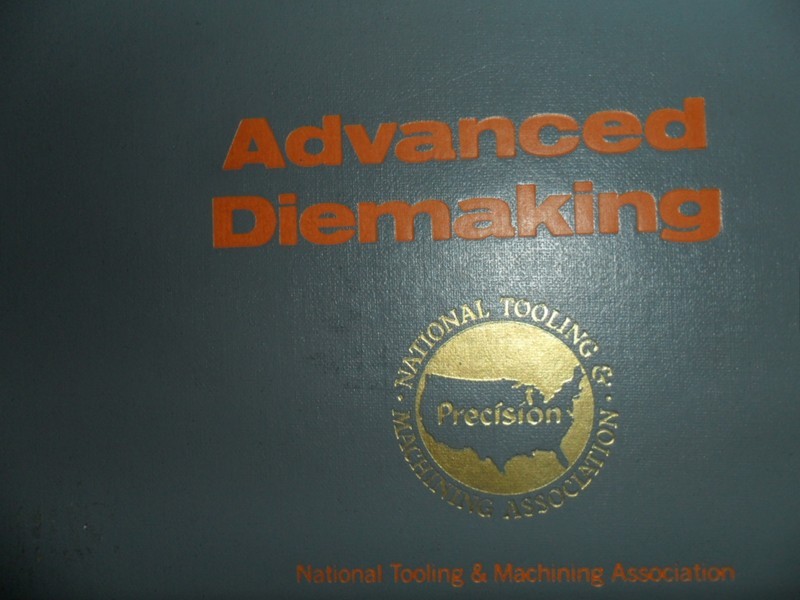 Advanced
Diemaking
NATIONAL TOOLING &
Precision
MACHINING ASSOCIATION
National Tooling & Machining Association